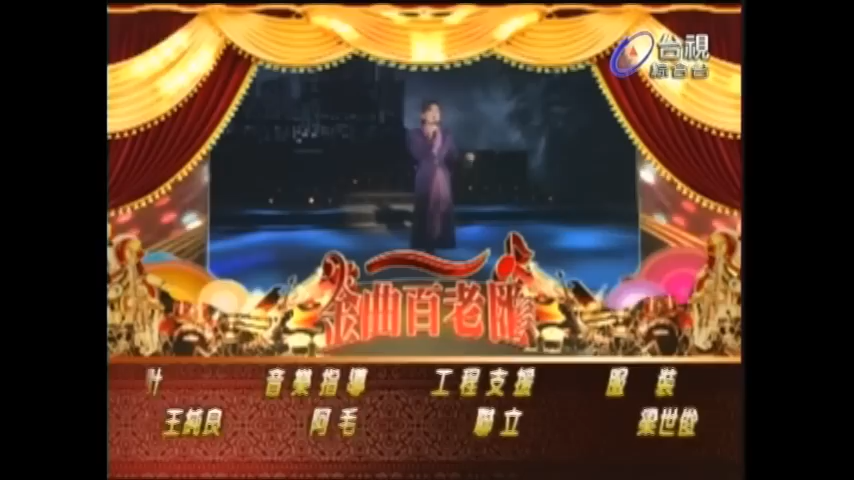 台視
綜合台
金曲百老匯
計 音樂指導 工程支援 服裝
王純良 阿毛 聯立 梁世